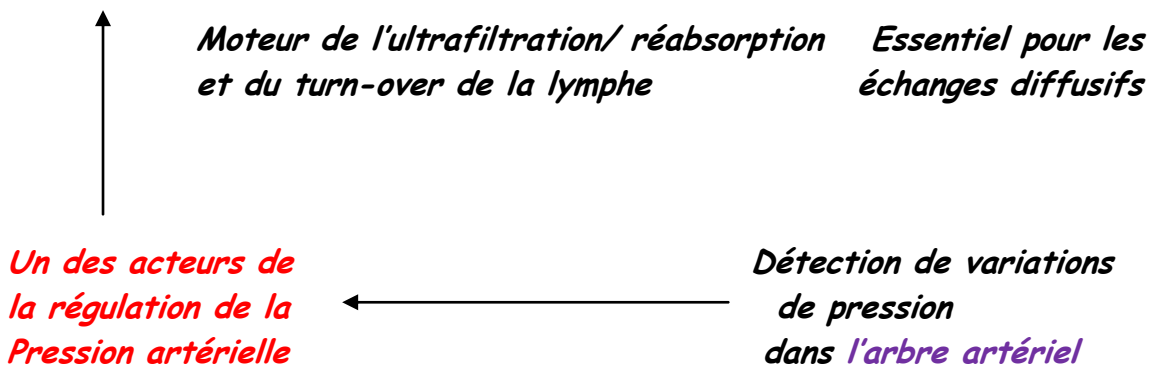 Moteur de l'ultrafiltration/ réabsorption Essentiel pour les
et du turn-over de la lymphe échanges diffusifs
Un des acteurs de Détection de variations
la régulation de la de pression
Pression artérielle dans l'arbre artériel